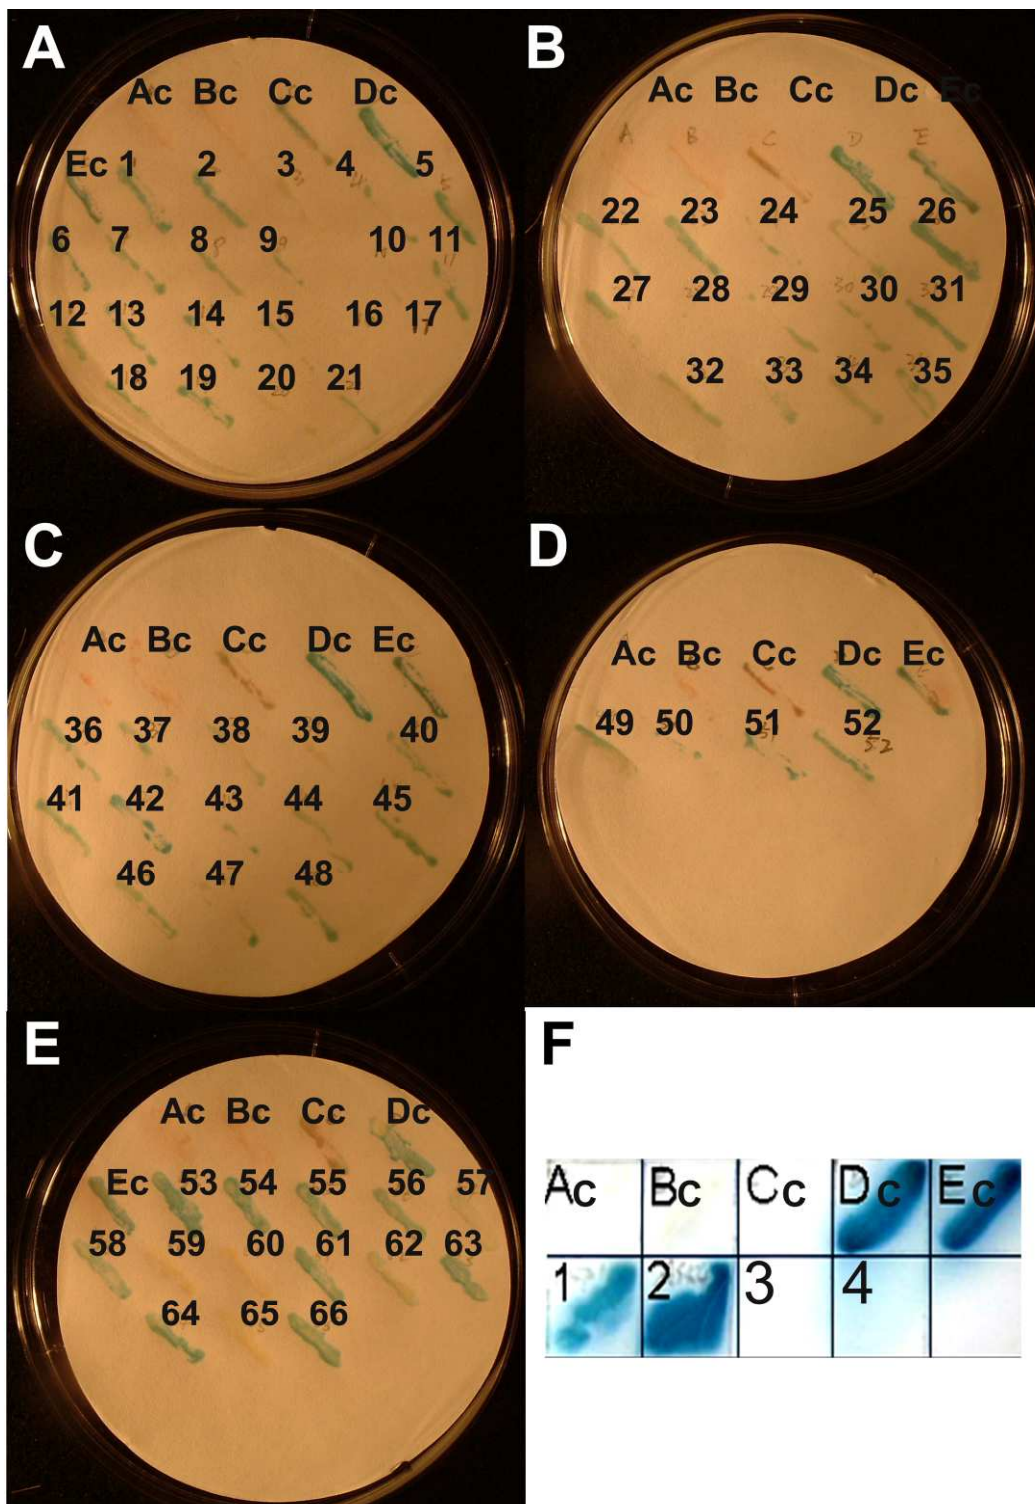 A
Ac Bc Cc Dc
Ec 1 2 3 4 5
6 7 8 9 10 11
12 13 14 15 16 17
18 19 20 21
B
Ac Bc Cc Dc Ec
A B C D E
22 23 24 25 26
27 28 29 30 31
32 33 34 35
C
Ac Bc Cc Dc Ec
36 37 38 39 40
41 42 43 44 45
46 47 48
D
Ac Bc Cc Dc Ec
49 50 51 52
52
E
Ac Bc Cc Dc
Ec 53 54 55 56 57
58 59 60 61 62 63
64 65 66
F
Ac Bc Cc Dc Ec
1 2 3 4